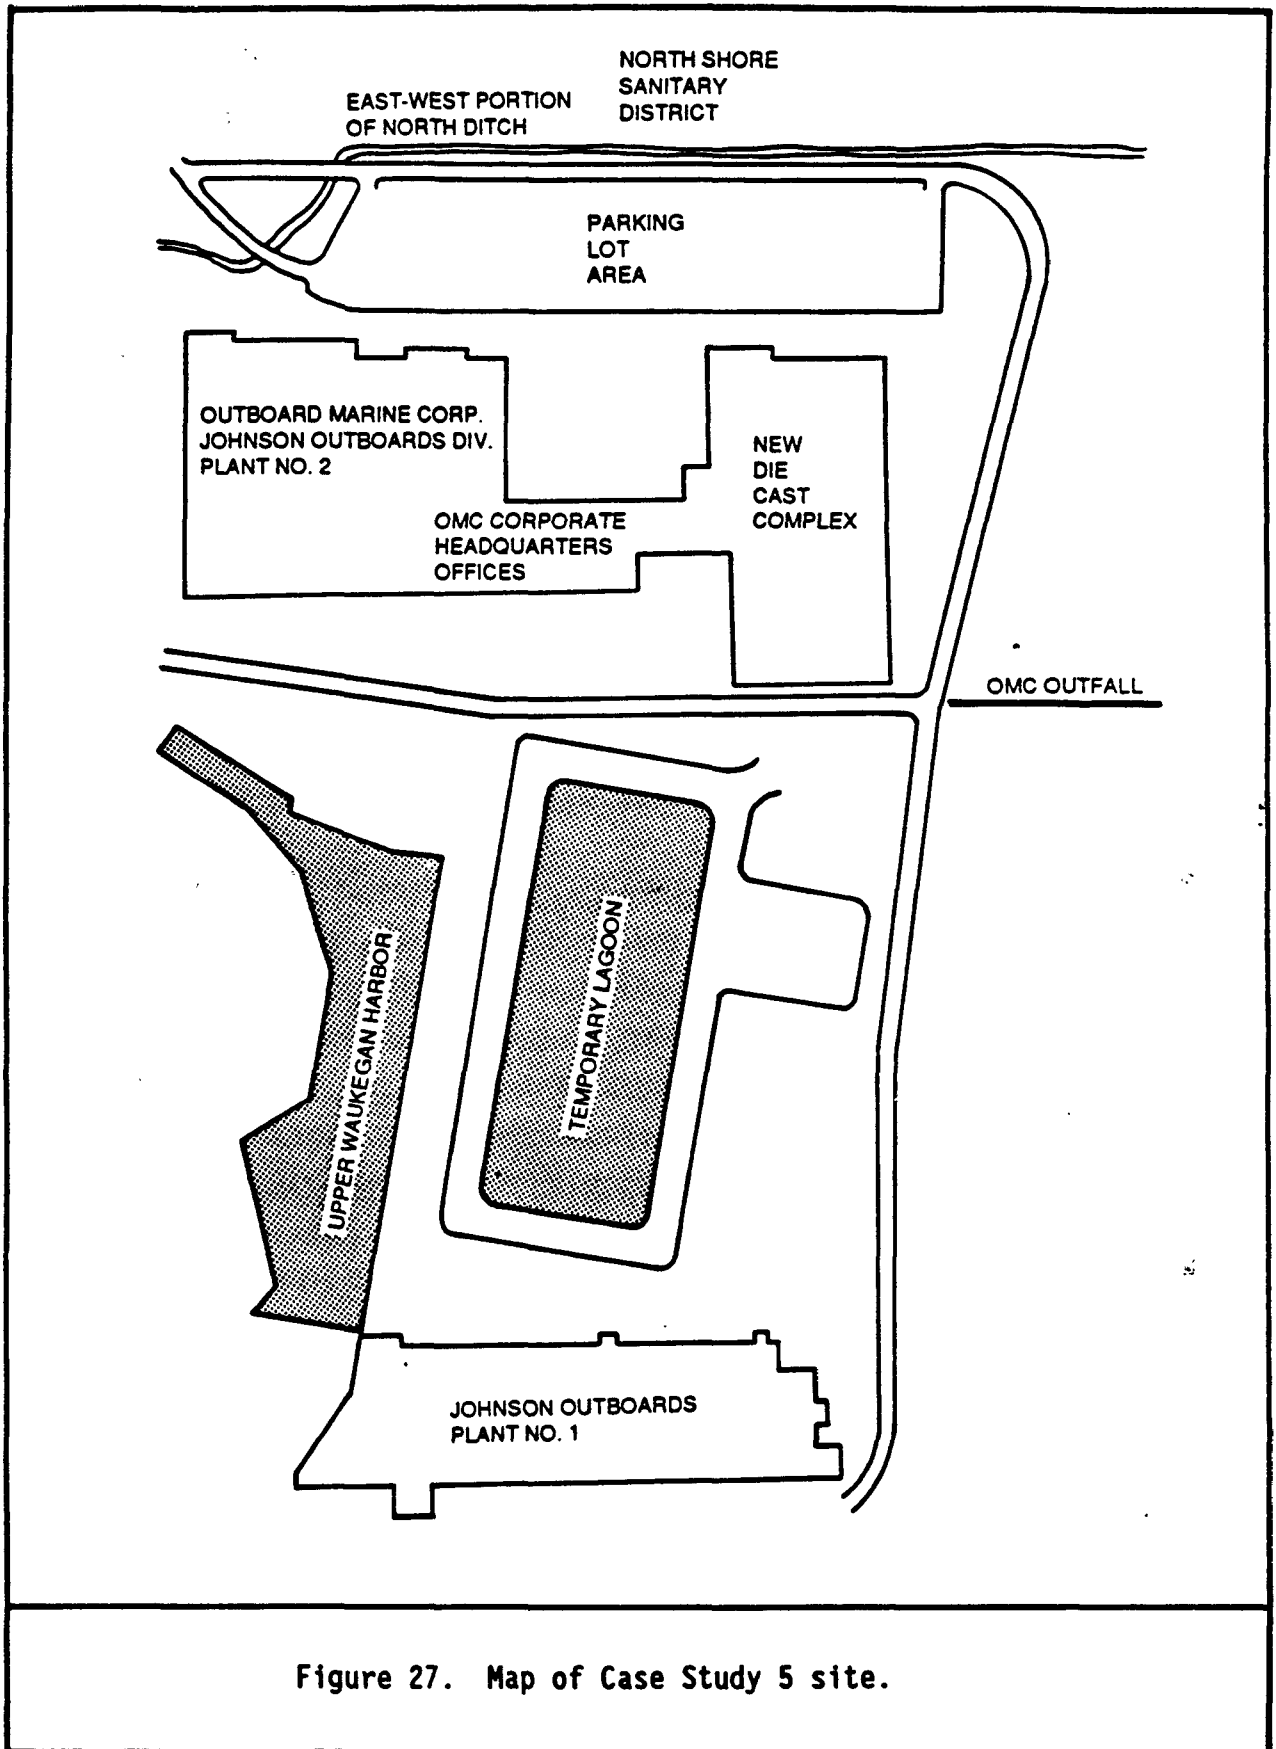 NORTH SHORE
SANITARY
DISTRICT
EAST-WEST PORTION
OF NORTH DITCH
PARKING
LOT
AREA
OUTBOARD MARINE CORP.
JOHNSON OUTBOARDS DIV.
PLANT NO. 2
NEW
DIE
CAST
COMPLEX
OMC CORPORATE
HEADQUARTERS
OFFICES
OMC OUTFALL
UPPER WAUKEGAN HARBOR
TEMPORARY LAGOON
JOHNSON OUTBOARDS
PLANT NO. 1
Figure 27. Map of Case Study 5 site.